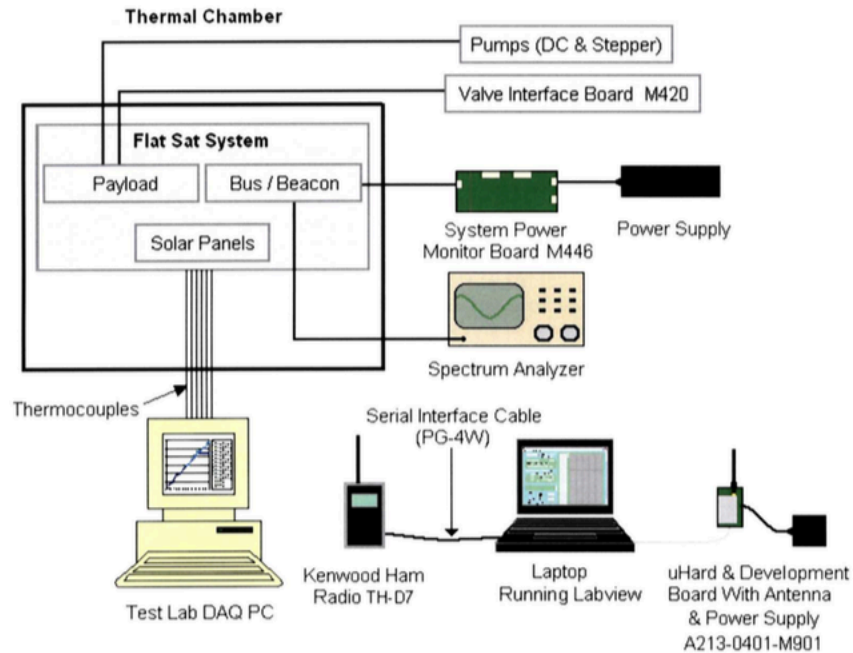 Thermal Chamber
Pumps (DC & Stepper)
Valve Interface Board M420
Flat Sat System
Payload
Bus / Beacon
Solar Panels
System Power
Monitor Board M446
Power Supply
Spectrum Analyzer
Thermocouples
Serial Interface Cable
(PG-4W)
Test Lab DAQ PC
Kenwood Ham
Radio TH-D7
Laptop
Running Labview
uHard & Development
Board With Antenna
& Power Supply
A213-0401-M901